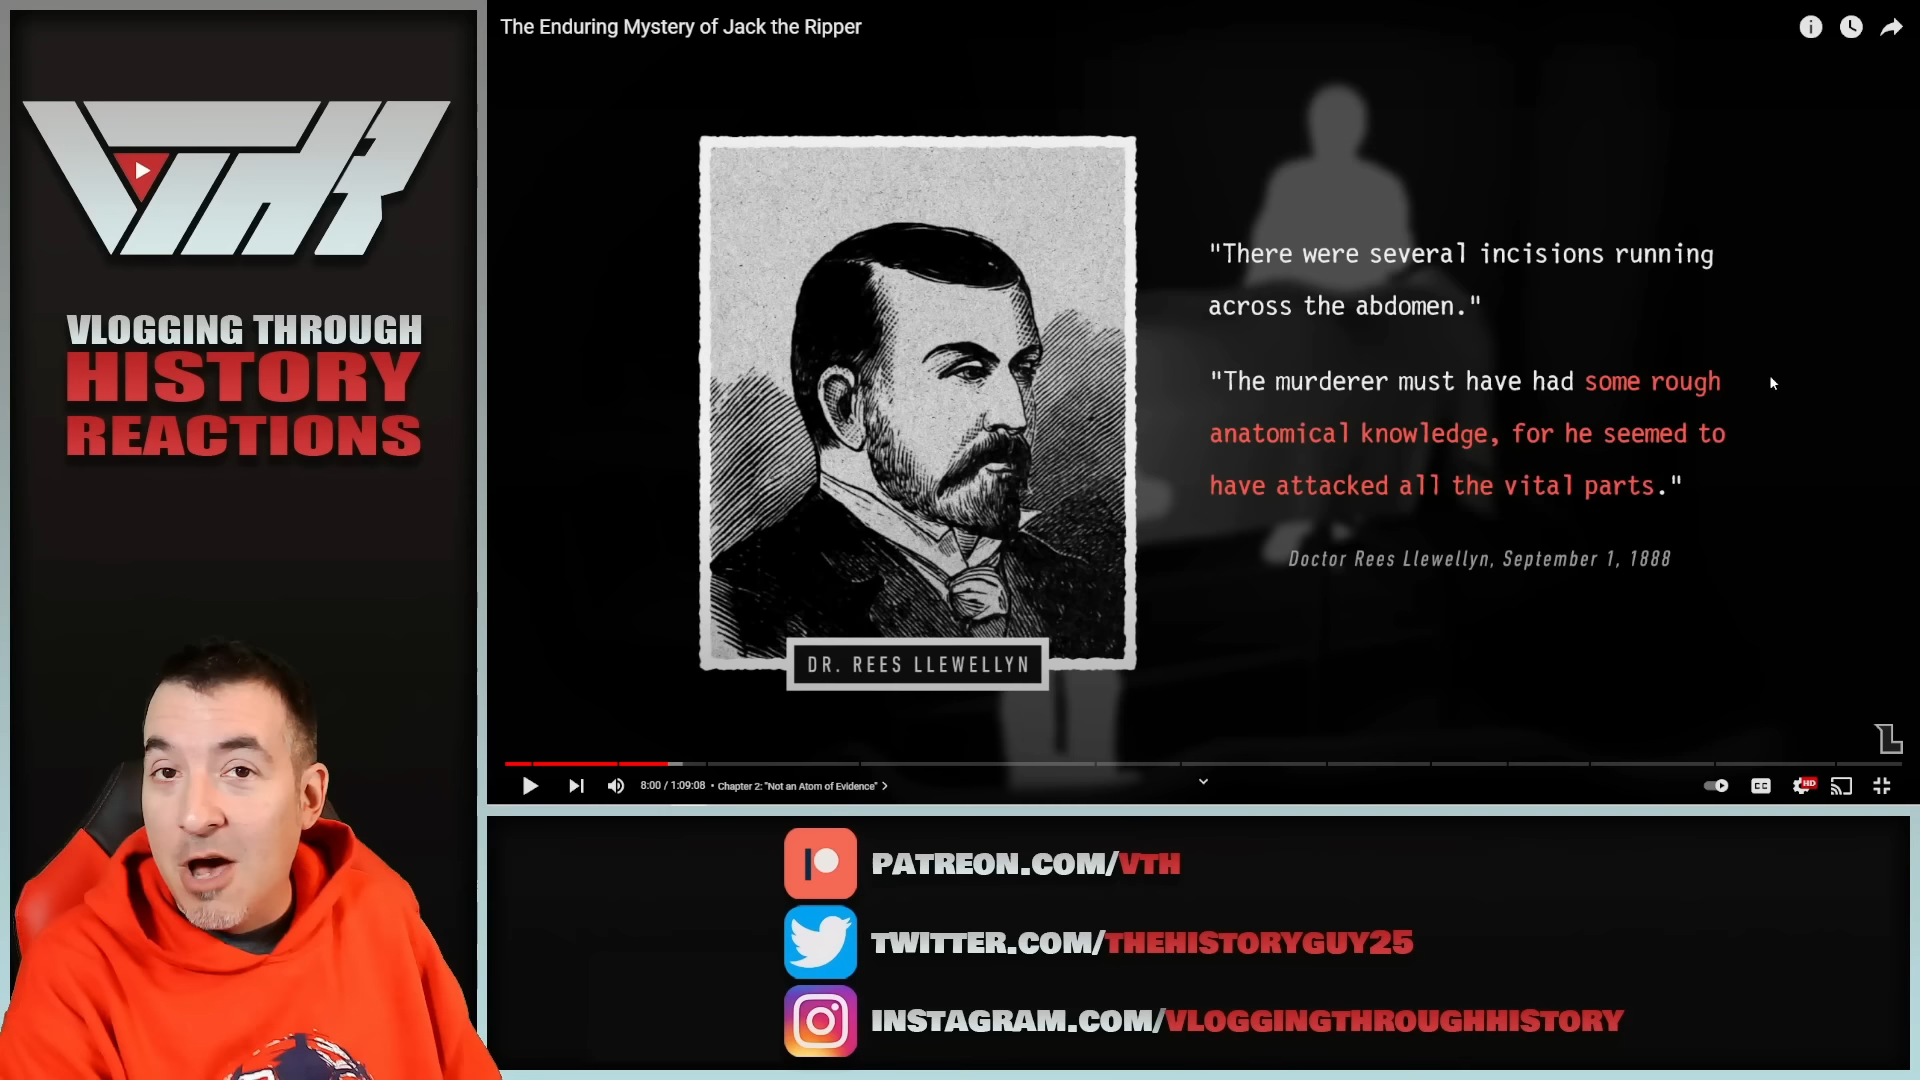 VTHR
VLOGGING THROUGH
HISTORY
REACTIONS
The Enduring Mystery of Jack the Ripper
"There were several incisions running
across the abdomen."
"The murderer must have had some rough
anatomical knowledge, for he seemed to
have attacked all the vital parts."
Doctor Rees Llewellyn, September 1, 1888
DR. REES LLEWELLYN
8:00 / 1:09:08 • Chapter 2: "Not an Atom of Evidence" >
CC
HD
PATREON.COM/VTH
TWITTER.COM/THEHISTORYGUY25
INSTAGRAM.COM/VLOGGINGTHROUGHHISTORY